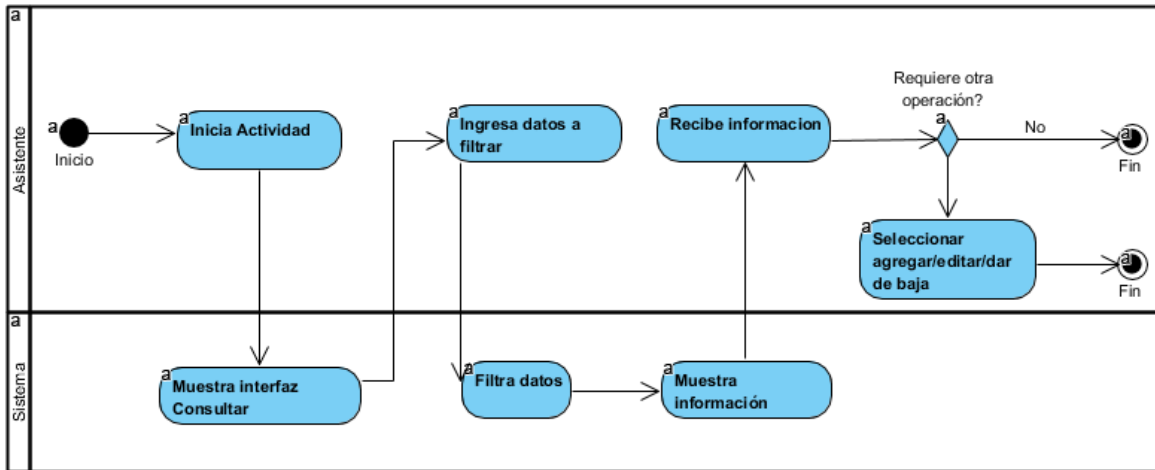 a
Asistente
a
Inicio
a
Inicia Actividad
a
Ingresa datos a
filtrar
a
Recibe informacion
Requiere otra
operación?
a
No
a
Fin
a
Seleccionar
agregar/editar/dar
de baja
a
Fin
a
Sistema
a
Muestra interfaz
Consultar
a
Filtra datos
a
Muestra
información